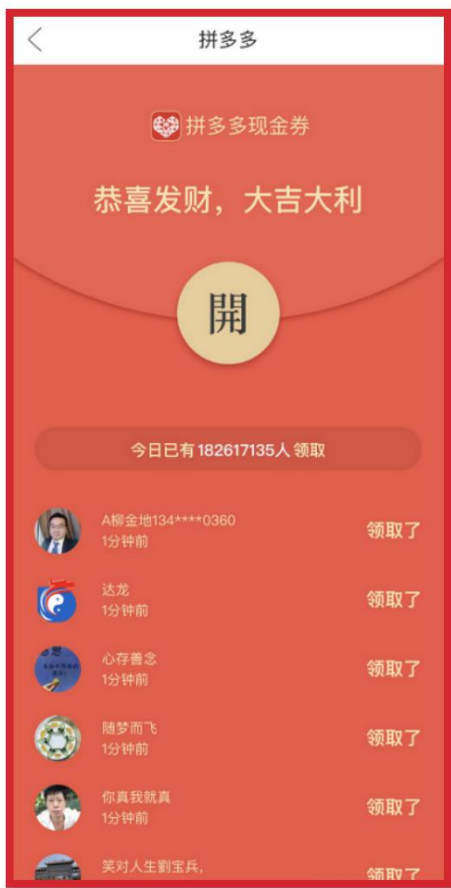 拼多多
拼多多现金券
恭喜发财，大吉大利
開
今日已有182617135人领取
A柳金地134****0360
1分钟前
领取了
达龙
1分钟前
领取了
心存善念
1分钟前
领取了
随梦而飞
1分钟前
领取了
你真我就真
1分钟前
领取了
笑对人生劉宝兵，
领取了